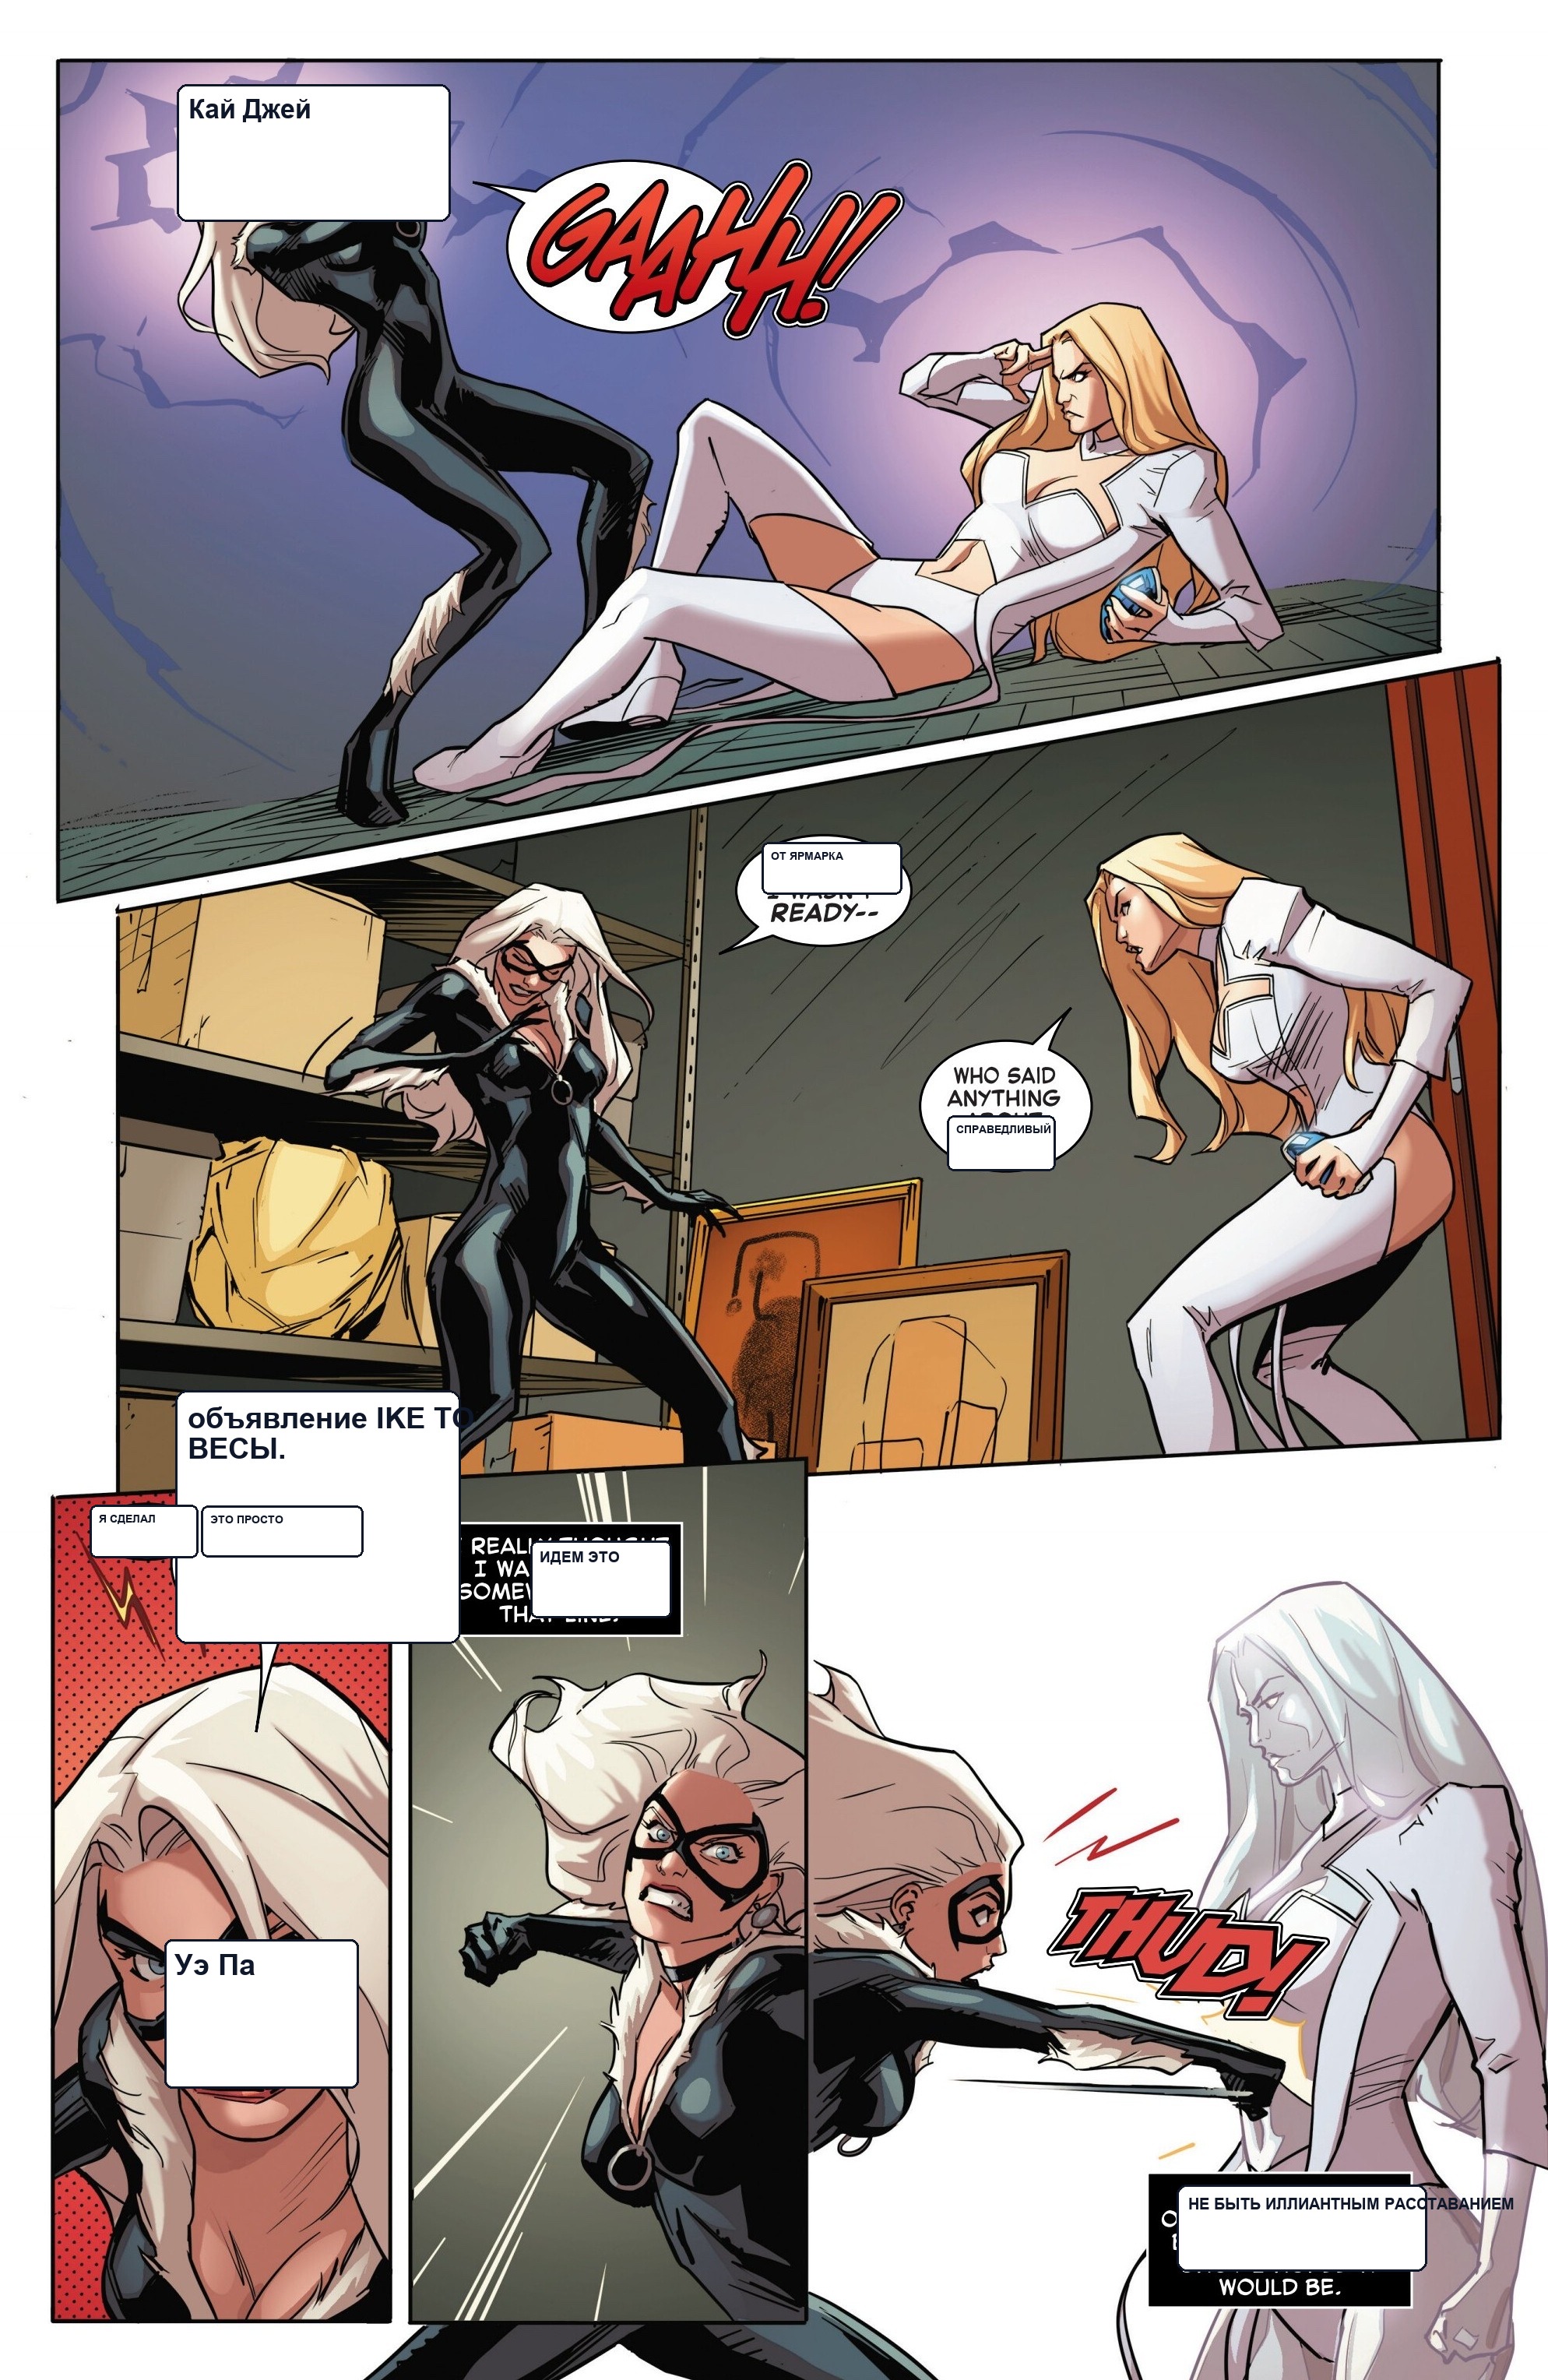 Кай Джей
GAAHH!!
ОТ ЯРМАРКА
READY--
WHO SAID
ANYTHING
СПРАВЕДЛИВЫЙ
объявление IKE TO
ВЕСЫ.
Я СДЕЛАЛ
ЭТО ПРОСТО
I WA
ИДЕМ ЭТО
Уэ Па
THUD!
НЕ БЫТЬ ИЛЛИАНТНЫМ РАССТАВАНИЕМ
WOULD BE.